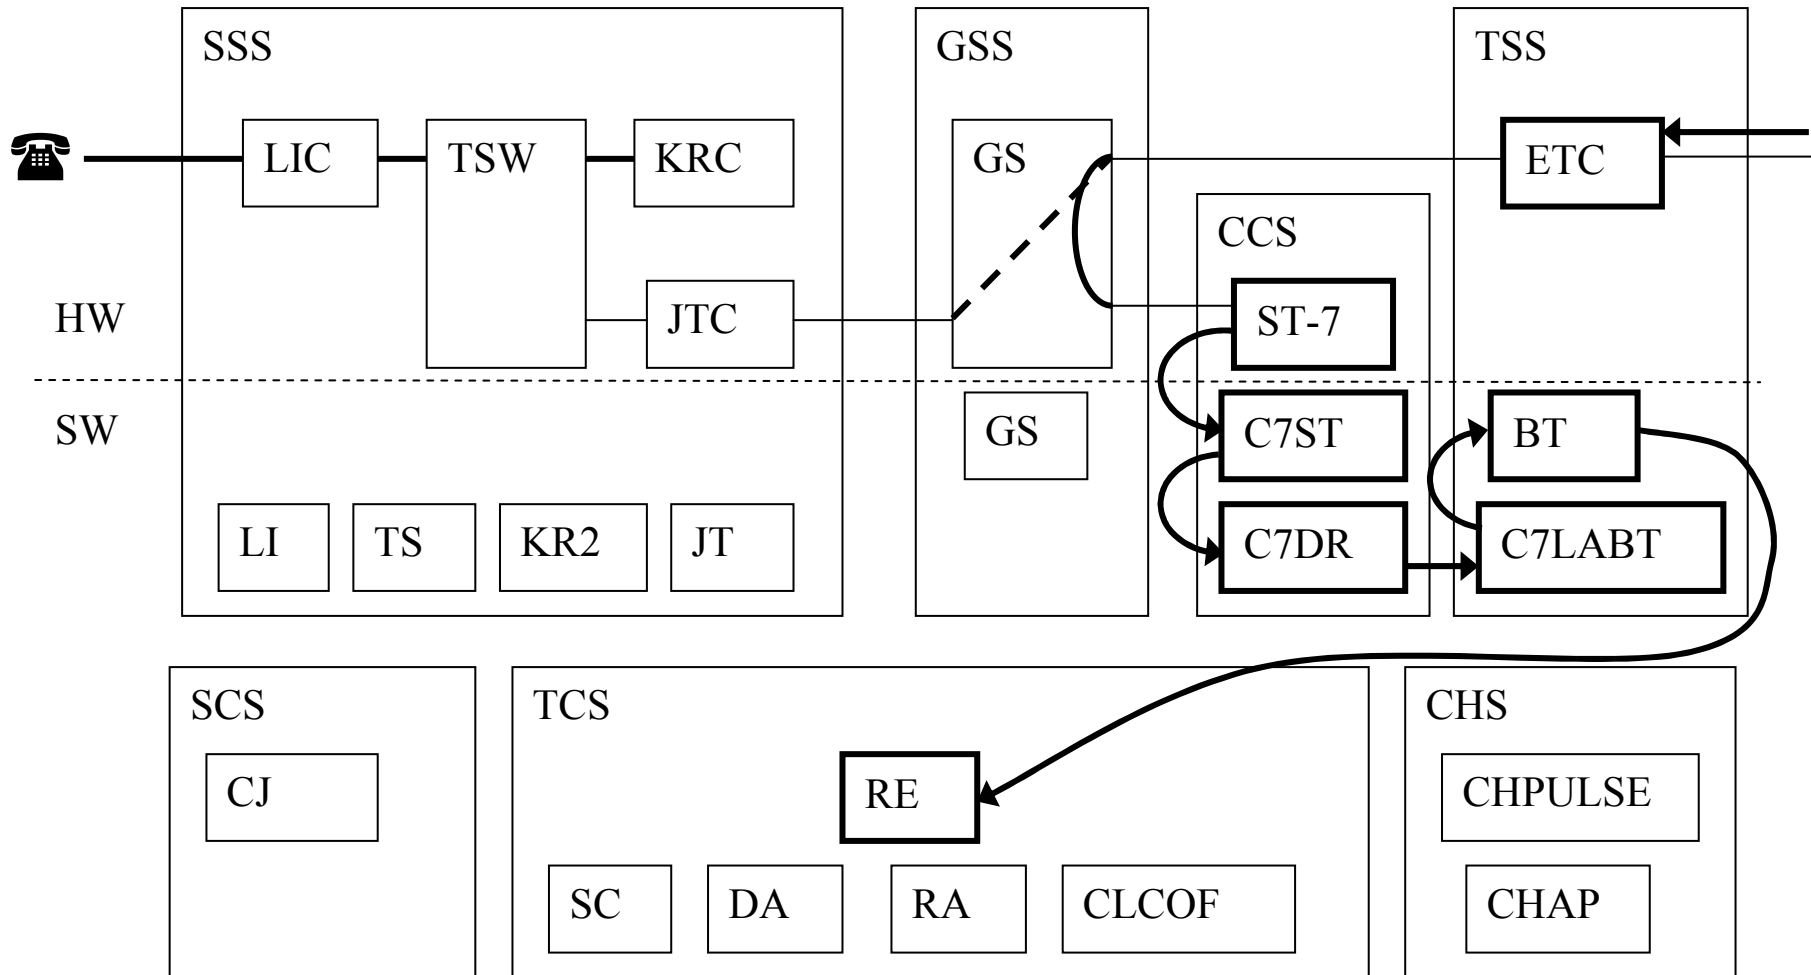 SSS
GSS
TSS
LIC
TSW
KRC
GS
ETC
CCS
HW
JTC
ST-7
SW
GS
C7ST
BT
LI
TS
KR2
JT
C7DR
C7LABT
SCS
TCS
CHS
CJ
RE
CHPULSE
SC
DA
RA
CLCOF
CHAP